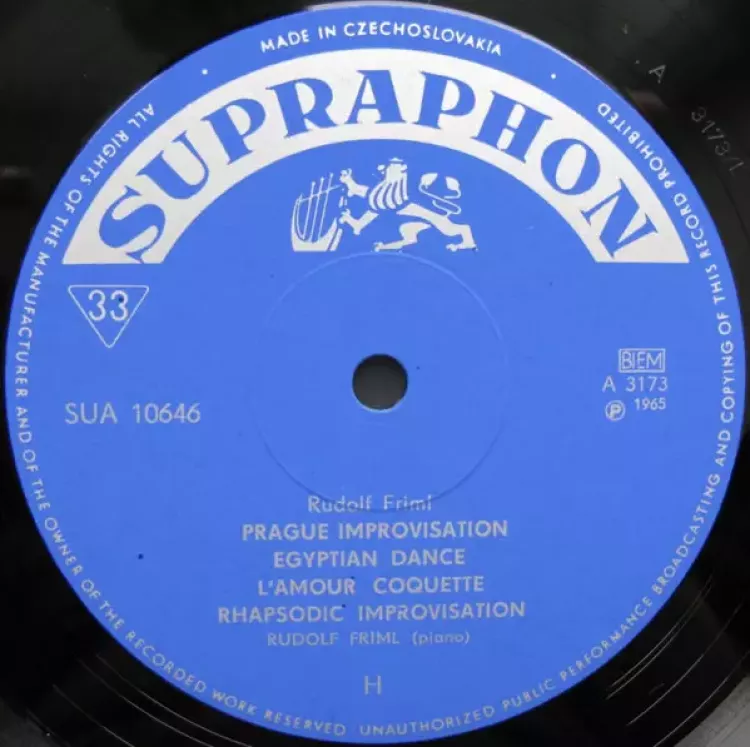 MADE IN CZECHOSLOVAKIA
SUPRAPHON
33
BIEM
A 3173
SUA 10646
Ⓟ 1965
Rudolf Friml
PRAGUE IMPROVISATION
EGYPTIAN DANCE
L'AMOUR COQUETTE
RHAPSODIC IMPROVISATION
RUDOLF FRIML (piano)
H
ALL RIGHTS OF THE MANUFACTURER AND OF THE OWNER OF THE RECORDED WORK RESERVED UNAUTHORIZED PUBLIC PERFORMANCE BROADCASTING AND COPYING OF THIS RECORD PROHIBITED
A 3173/1